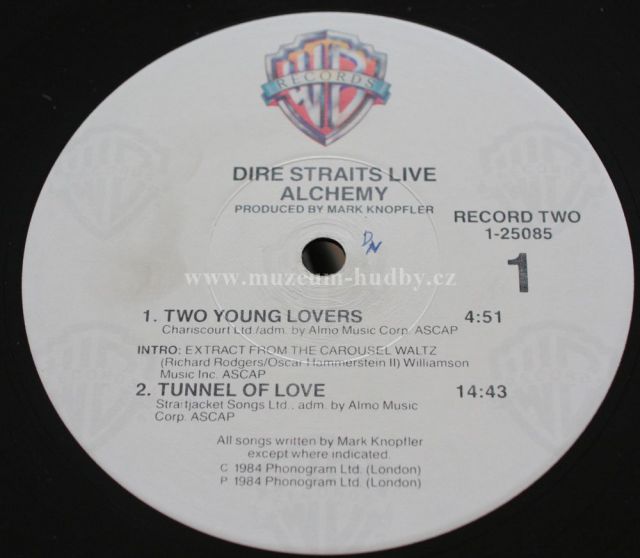 RECORDS
DIRE STRAITS LIVE
ALCHEMY
PRODUCED BY MARK KNOPFLER
RECORD TWO
1-25085
1
DN
www.muzeum-hudby.cz
1. TWO YOUNG LOVERS 4:51
Chariscourt Ltd./adm. by Almo Music Corp. ASCAP
INTRO: EXTRACT FROM THE CAROUSEL WALTZ
(Richard Rodgers/Oscar Hammerstein II) Williamson
Music Inc. ASCAP
2. TUNNEL OF LOVE 14:43
Straitjacket Songs Ltd., adm. by Almo Music
Corp. ASCAP
All songs written by Mark Knopfler
except where indicated.
C 1984 Phonogram Ltd. (London)
P 1984 Phonogram Ltd. (London)